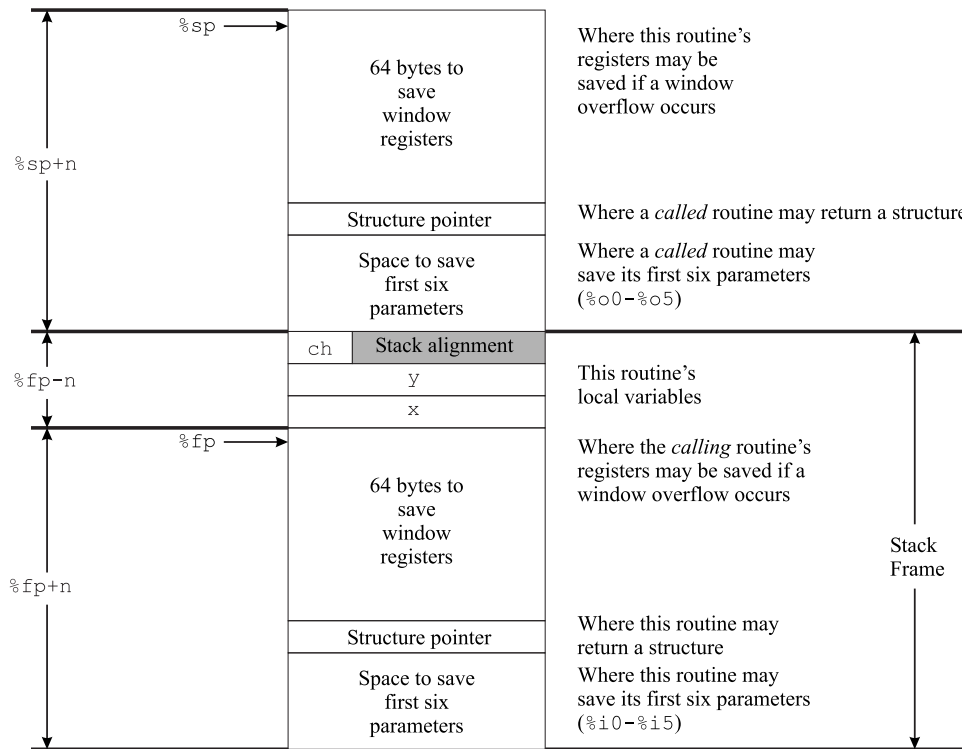 %sp
64 bytes to
save
window
registers
Where this routine's
registers may be
saved if a window
overflow occurs
%sp+n
Structure pointer
Where a called routine may return a structure
Space to save
first six
parameters
Where a called routine may
save its first six parameters
(%o0-%o5)
ch
Stack alignment
%fp-n
y
x
This routine's
local variables
%fp
64 bytes to
save
window
registers
Where the calling routine's
registers may be saved if a
window overflow occurs
Stack
Frame
%fp+n
Structure pointer
Where this routine may
return a structure
Space to save
first six
parameters
Where this routine may
save its first six parameters
(%i0-%i5)